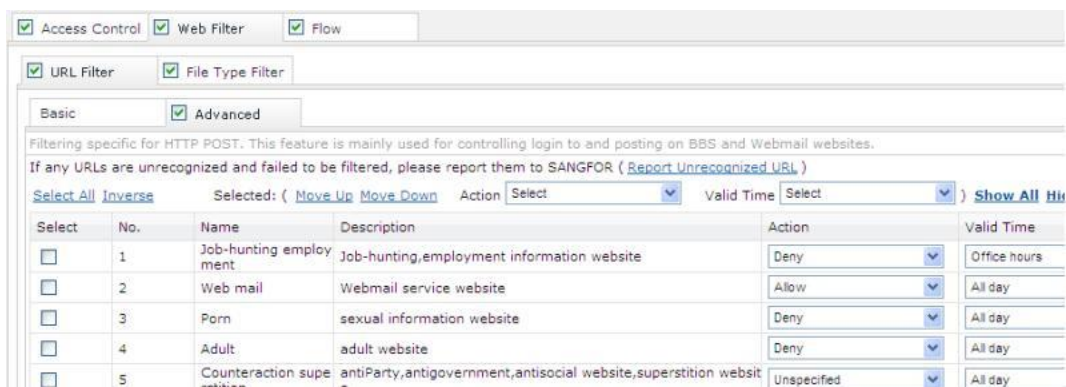 Access Control Web Filter Flow
URL Filter File Type Filter
Basic Advanced
Filtering specific for HTTP POST. This feature is mainly used for controlling login to and posting on BBS and Webmail websites.
If any URLs are unrecognized and failed to be filtered, please report them to SANGFOR ( Report Unrecognized URL )
Select All Inverse Selected: ( Move Up Move Down Action Select Valid Time Select ) Show All Hi
Select No. Name Description Action Valid Time
1 Job-hunting employ Job-hunting,employment information website Deny Office hours
ment
2 Web mail Webmail service website Allow All day
3 Porn sexual information website Deny All day
4 Adult adult website Deny All day
5 Counteraction supe antiParty,antigovernment,antisocial website,superstition websit Unspecified All day